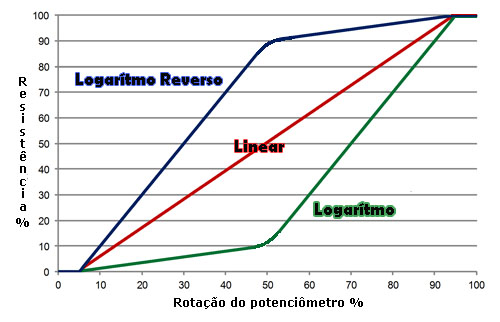 100
90
80
70
60
50
40
30
20
10
0
Resistência%
Logarítmo Reverso
Linear
Logarítmo
0 10 20 30 40 50 60 70 80 90 100
Rotação do potenciômetro %